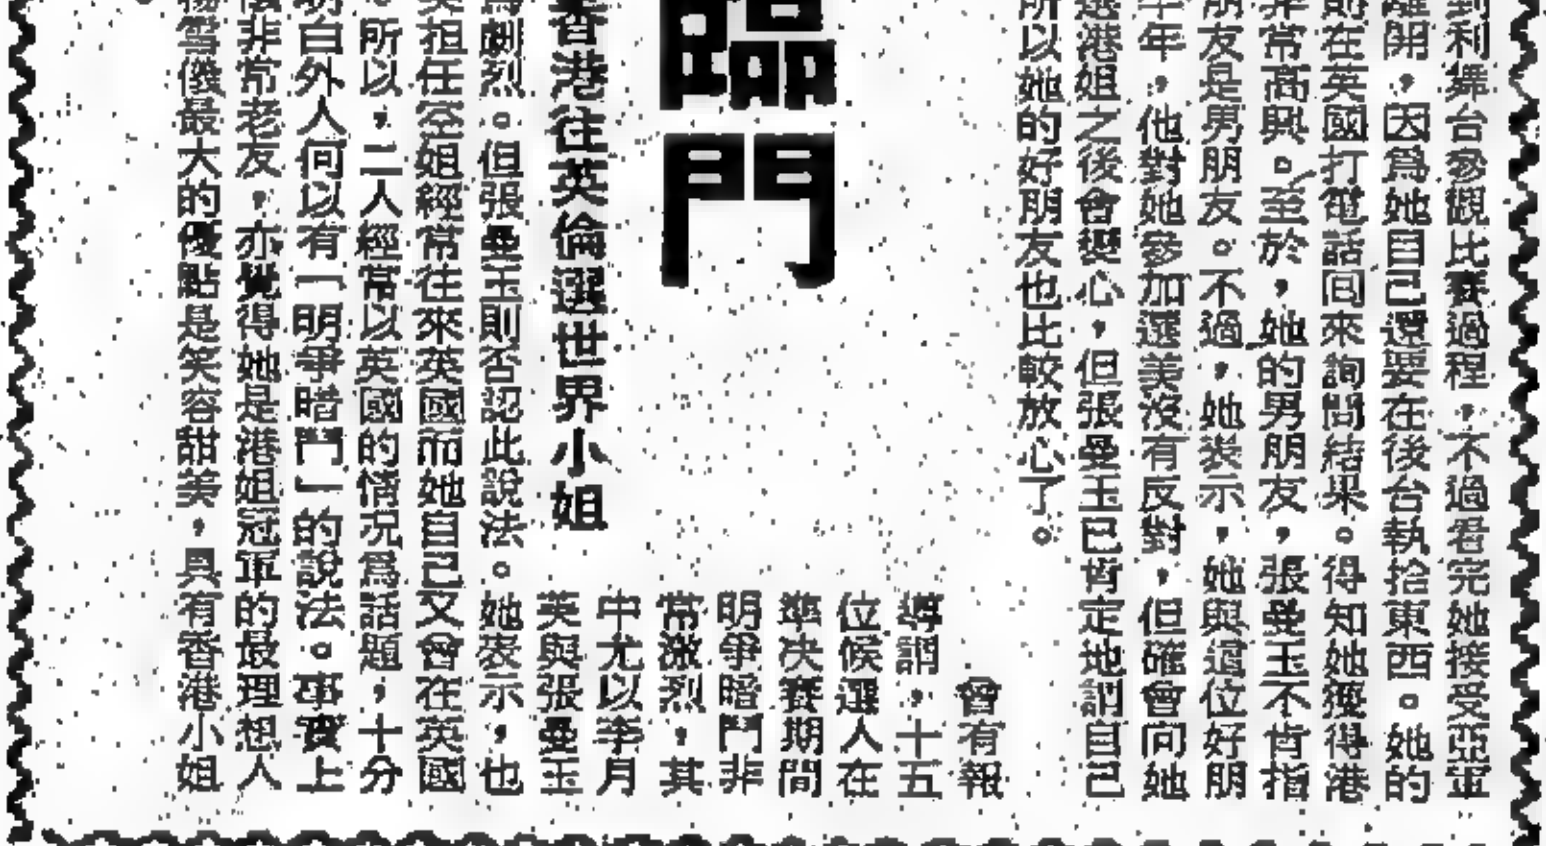 到利舞台參觀比賽過程，不過看完她接受亞軍
離開，因為她自己還要在後台執拾東西。她的
則在英國打電話回來詢問結果。得知她獲得港
非常高興。至於，她的男朋友，張曼玉不肯指
朋友是男朋友。不過，她表示，她與這位好朋
半年，他對她參加選美沒有反對，但確會向她
選港姐之後會變心，但張曼玉已肯定地謂自己
所以她的好朋友也比較放心了。
臨門
曾有報
導謂，十五
位候選人在
準決賽期間
明爭暗鬥非
常激烈，其
中尤以李月
英與張曼玉
香港往英倫選世界小姐
為劇烈。但張曼玉則否認此說法。她表示，也
英担任空姐經常往來英國而她自己又會在英國
。所以，二人經常以英國的情况為話題，十分
明白外人何以有「明爭暗鬥」的說法。事實上
非常老友，亦覺得她是港姐冠軍的最理想人
楊雪儀最大的優點是笑容甜美，具有香港小姐